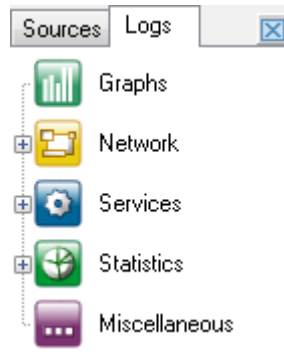 Sources Logs
Graphs
Network
Services
Statistics
Miscellaneous